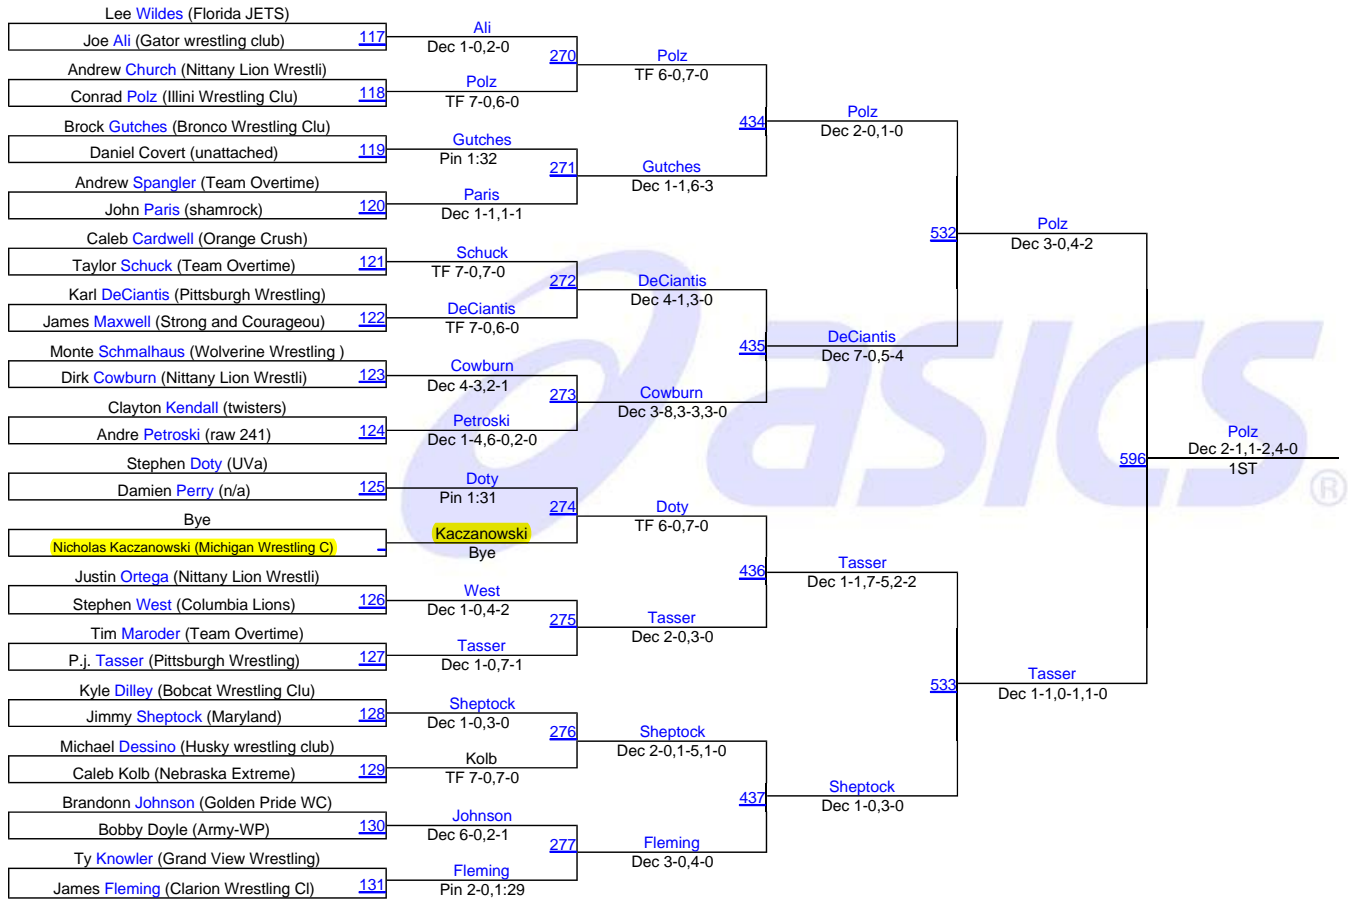 Lee Wildes (Florida JETS)
Joe Ali (Gator wrestling club)
117
Andrew Church (Nittany Lion Wrestli)
Conrad Polz (Illini Wrestling Clu)
118
Brock Gutches (Bronco Wrestling Clu)
Daniel Covert (unattached)
119
Andrew Spangler (Team Overtime)
John Paris (shamrock)
120
Caleb Cardwell (Orange Crush)
Taylor Schuck (Team Overtime)
121
Karl DeCiantis (Pittsburgh Wrestling)
James Maxwell (Strong and Courageou)
122
Monte Schmalhaus (Wolverine Wrestling )
Dirk Cowburn (Nittany Lion Wrestli)
123
Clayton Kendall (twisters)
Andre Petroski (raw 241)
124
Stephen Doty (UVa)
Damien Perry (n/a)
125
Bye
Nicholas Kaczanowski (Michigan Wrestling C)
Justin Ortega (Nittany Lion Wrestli)
Stephen West (Columbia Lions)
126
Tim Maroder (Team Overtime)
P.j. Tasser (Pittsburgh Wrestling)
127
Kyle Dilley (Bobcat Wrestling Clu)
Jimmy Sheptock (Maryland)
128
Michael Dessino (Husky wrestling club)
Caleb Kolb (Nebraska Extreme)
129
Brandonn Johnson (Golden Pride WC)
Bobby Doyle (Army-WP)
130
Ty Knowler (Grand View Wrestling)
James Fleming (Clarion Wrestling Cl)
131
Ali
Dec 1-0,2-0
270
Polz
TF 7-0,6-0
Gutches
Pin 1:32
271
Paris
Dec 1-1,1-1
Schuck
TF 7-0,7-0
272
DeCiantis
TF 7-0,6-0
Cowburn
Dec 4-3,2-1
273
Petroski
Dec 1-4,6-0,2-0
Doty
Pin 1:31
274
Kaczanowski
Bye
West
Dec 1-0,4-2
275
Tasser
Dec 1-0,7-1
Sheptock
Dec 1-0,3-0
276
Kolb
TF 7-0,7-0
Johnson
Dec 6-0,2-1
277
Fleming
Pin 2-0,1:29
Polz
TF 6-0,7-0
434
Gutches
Dec 1-1,6-3
DeCiantis
Dec 4-1,3-0
435
Cowburn
Dec 3-8,3-3,3-0
Doty
TF 6-0,7-0
436
Tasser
Dec 2-0,3-0
Sheptock
Dec 2-0,1-5,1-0
437
Fleming
Dec 3-0,4-0
Polz
Dec 2-0,1-0
532
DeCiantis
Dec 7-0,5-4
Tasser
Dec 1-1,7-5,2-2
533
Sheptock
Dec 1-0,3-0
Polz
Dec 3-0,4-2
596
Tasser
Dec 1-1,0-1,1-0
Polz
Dec 2-1,1-2,4-0
1ST
asics®